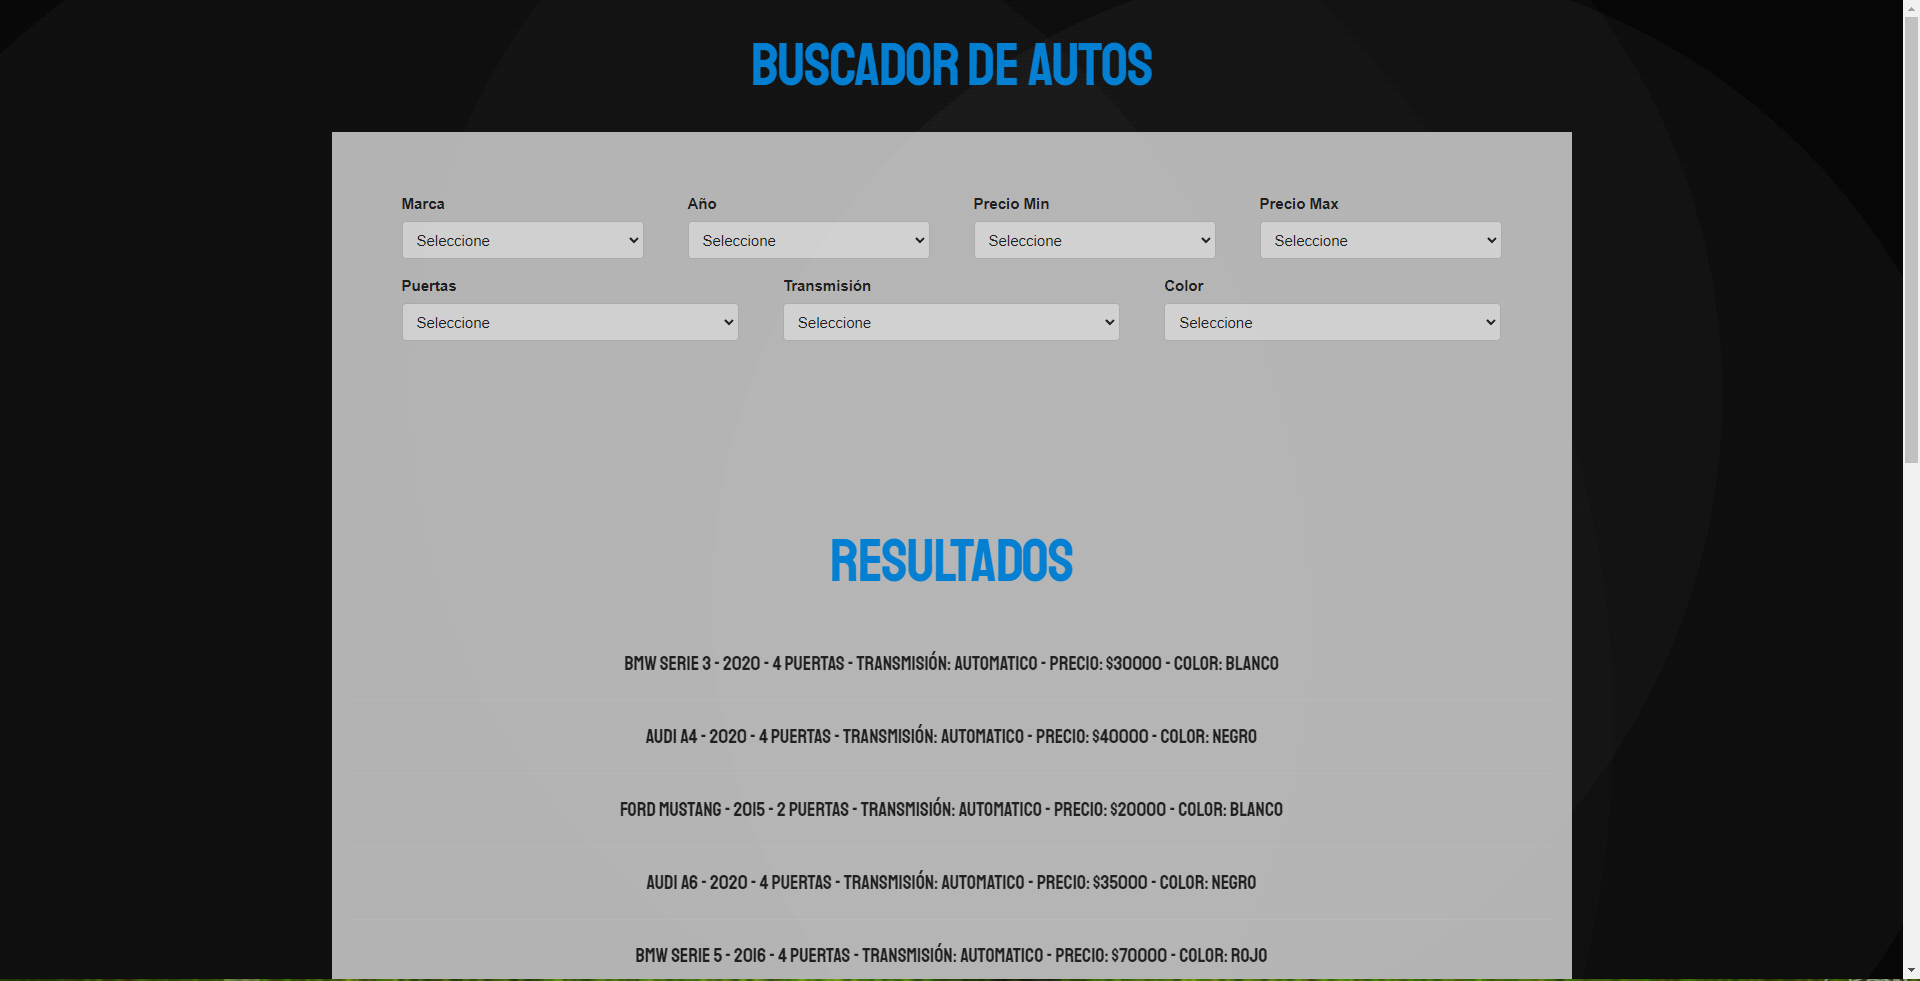 BUSCADOR DE AUTOS
Marca Año Precio Min Precio Max
Seleccione Seleccione Seleccione Seleccione
Puertas Transmisión Color
Seleccione Seleccione Seleccione
RESULTADOS
BMW SERIE 3 - 2020 - 4 PUERTAS - TRANSMISIÓN: AUTOMATICO - PRECIO: $30000 - COLOR: BLANCO
AUDI A4 - 2020 - 4 PUERTAS - TRANSMISIÓN: AUTOMATICO - PRECIO: $40000 - COLOR: NEGRO
FORD MUSTANG - 2015 - 2 PUERTAS - TRANSMISIÓN: AUTOMATICO - PRECIO: $20000 - COLOR: BLANCO
AUDI A6 - 2020 - 4 PUERTAS - TRANSMISIÓN: AUTOMATICO - PRECIO: $35000 - COLOR: NEGRO
BMW SERIE 5 - 2016 - 4 PUERTAS - TRANSMISIÓN: AUTOMATICO - PRECIO: $70000 - COLOR: ROJO